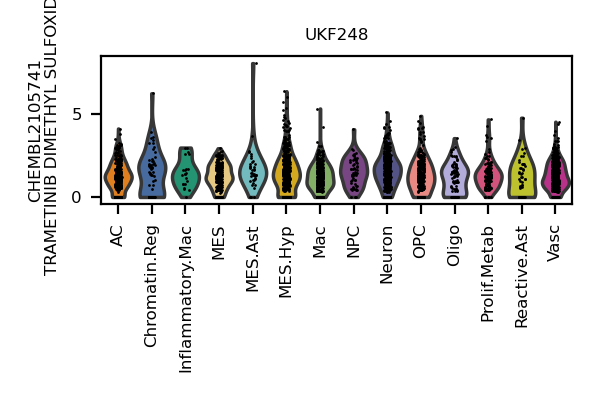 UKF248
CHEMBL2105741
TRAMETINIB DIMETHYL SULFOXID
5
0
AC
Chromatin.Reg
Inflammatory.Mac
MES
MES.Ast
MES.Hyp
Mac
NPC
Neuron
OPC
Oligo
Prolif.Metab
Reactive.Ast
Vasc